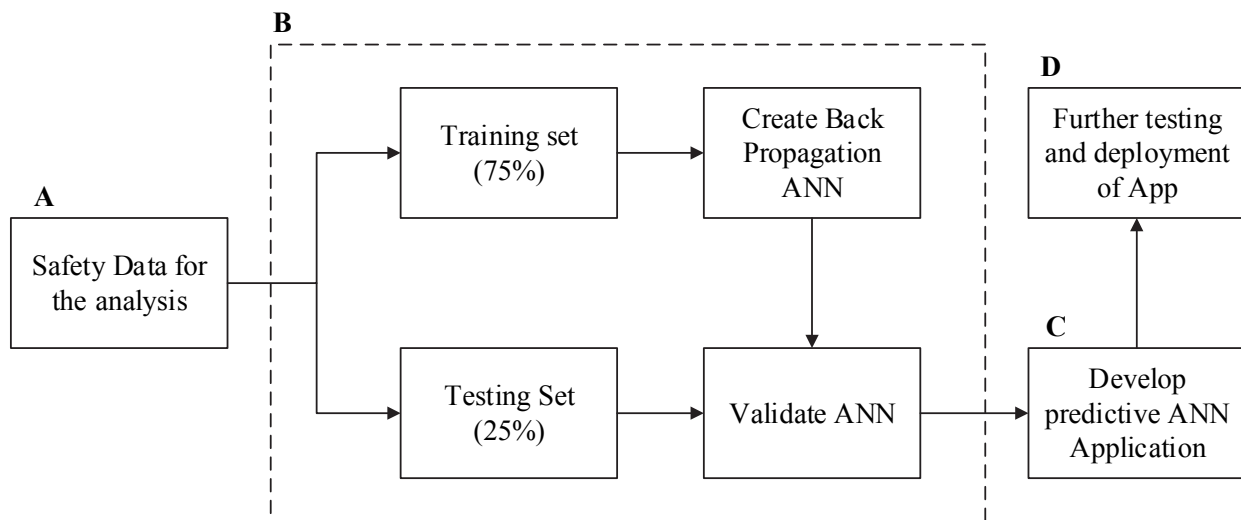 B
D
Training set
(75%)
Create Back
Propagation
ANN
Further testing
and deployment
of App
A
Safety Data for
the analysis
C
Testing Set
(25%)
Validate ANN
Develop
predictive ANN
Application